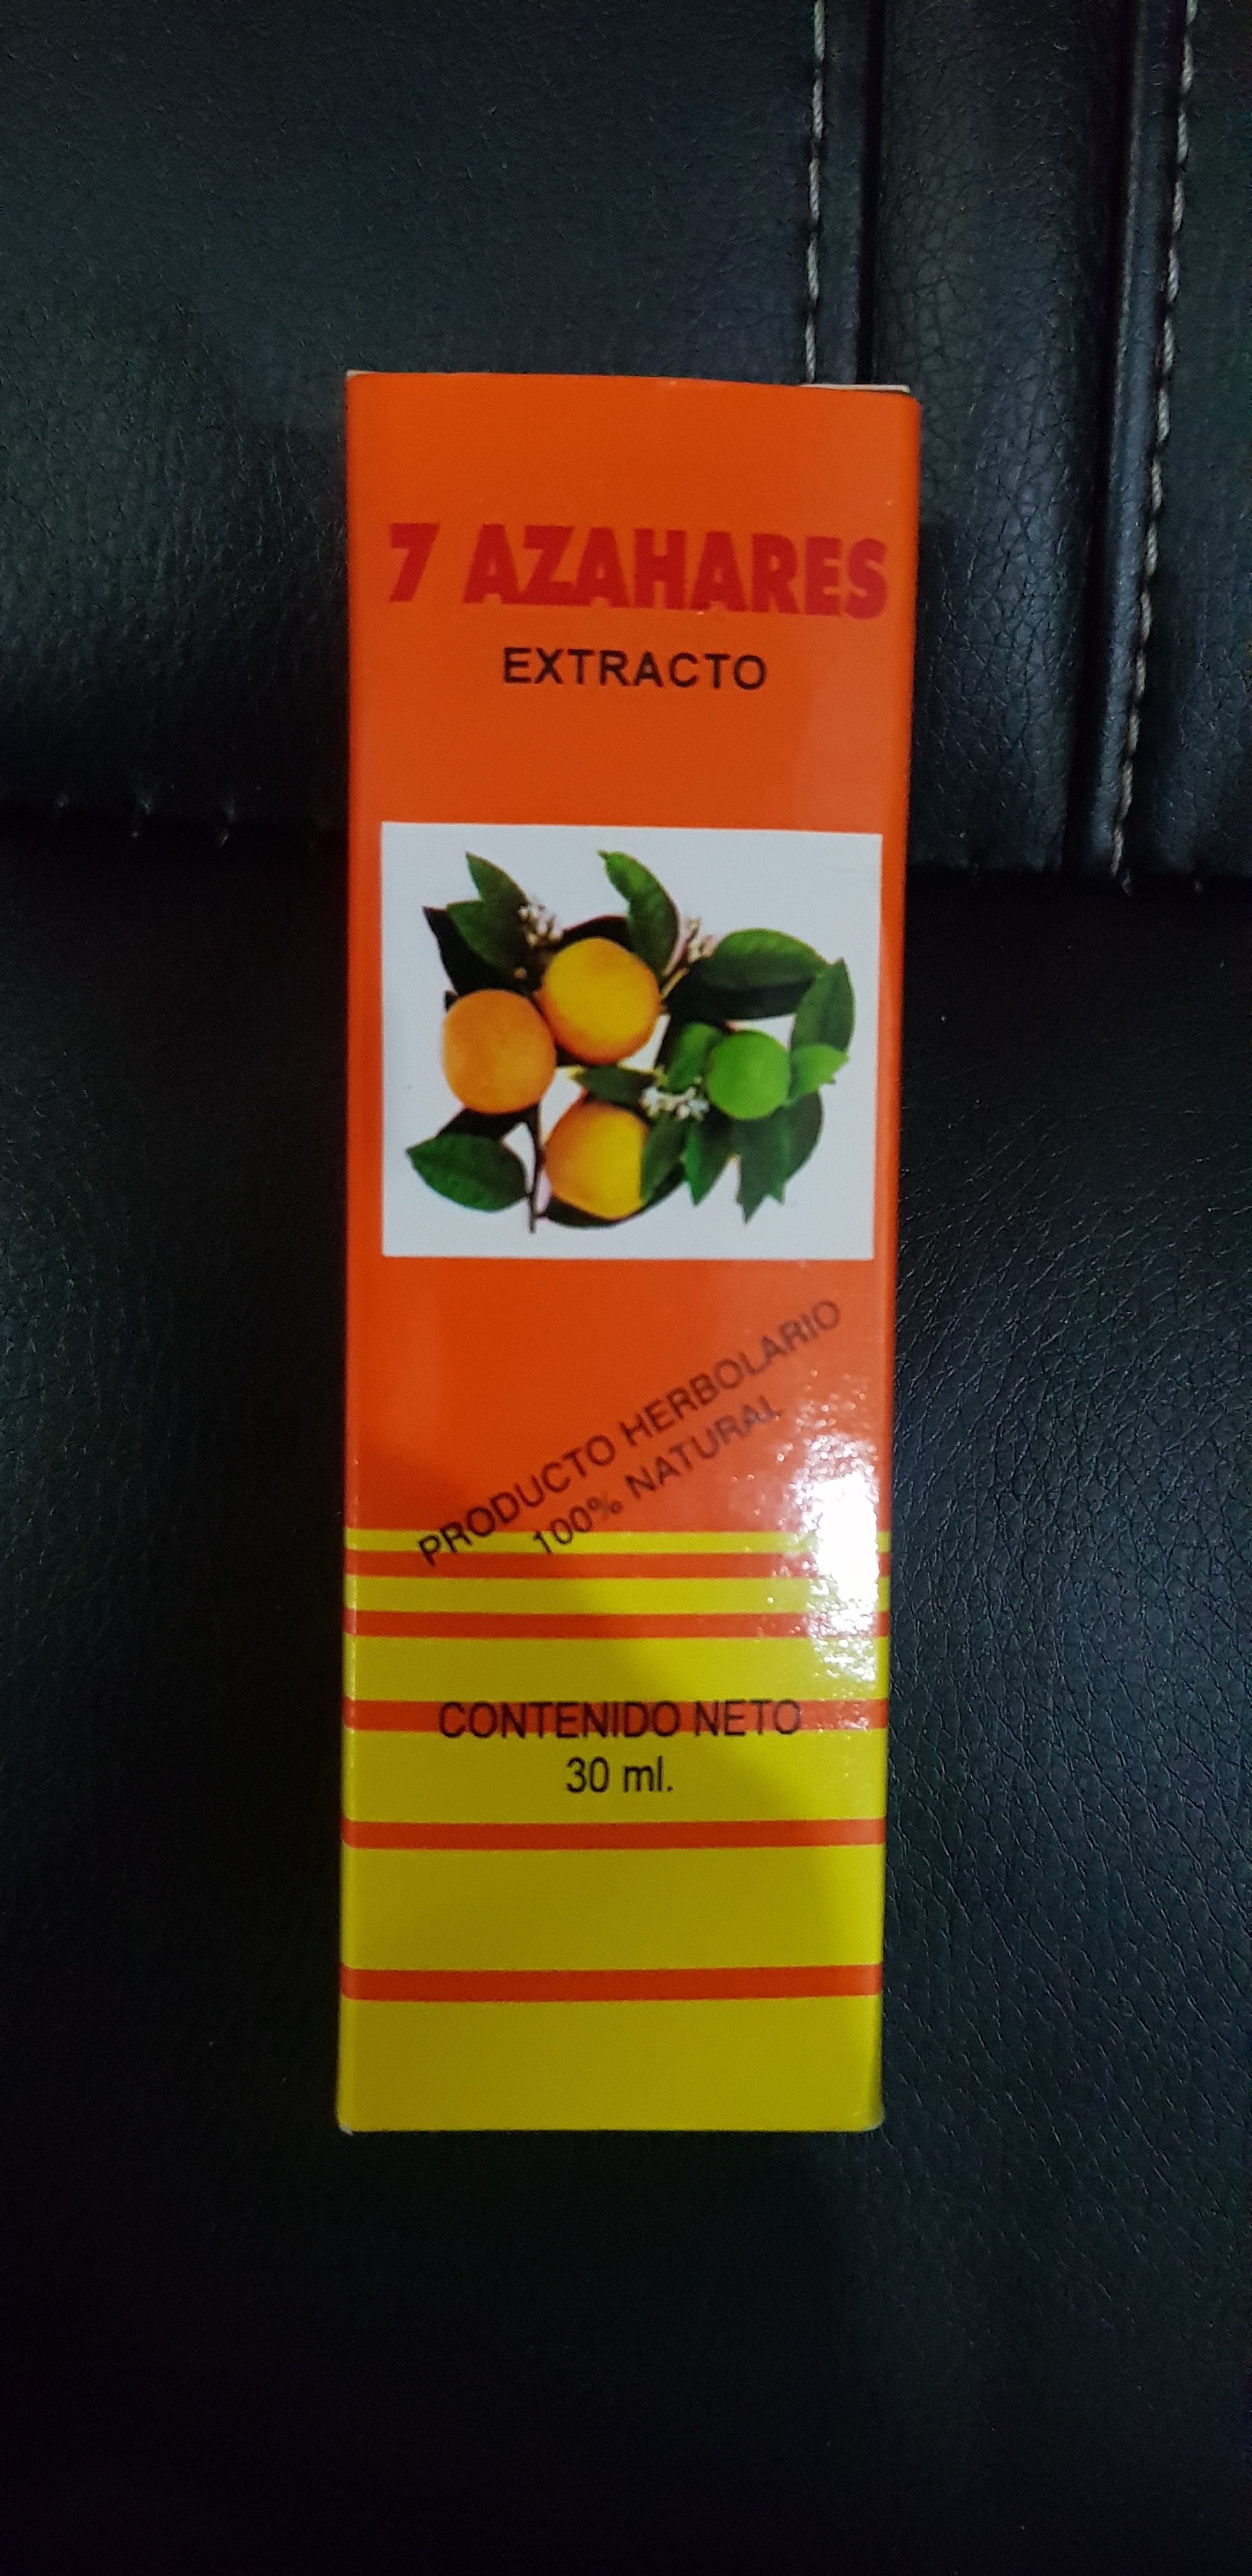 7 AZAHARES
EXTRACTO
PRODUCTO HERBOLARIO
100% NATURAL
CONTENIDO NETO
30 ml.